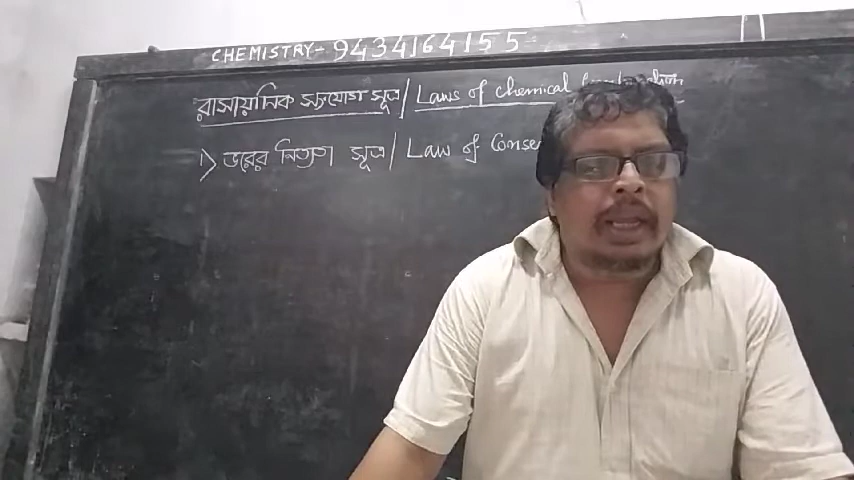 CHEMISTRY- 9434164155
রাসায়নিক সংযোগ সূত্র / Laws of chemical
1) ভরের নিত্যতা সূত্র / Law of Conse